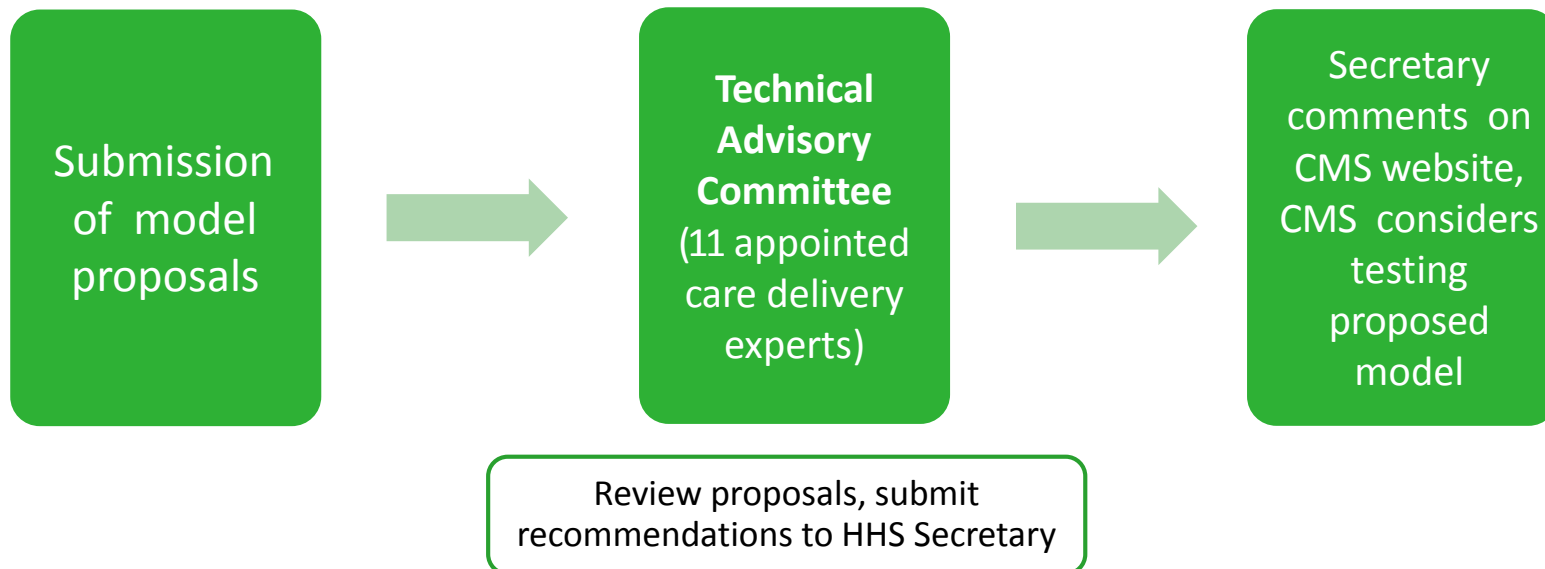 Submission
of model
proposals
Technical
Advisory
Committee
(11 appointed
care delivery
experts)
Secretary
comments on
CMS website,
CMS considers
testing
proposed
model
Review proposals, submit
recommendations to HHS Secretary